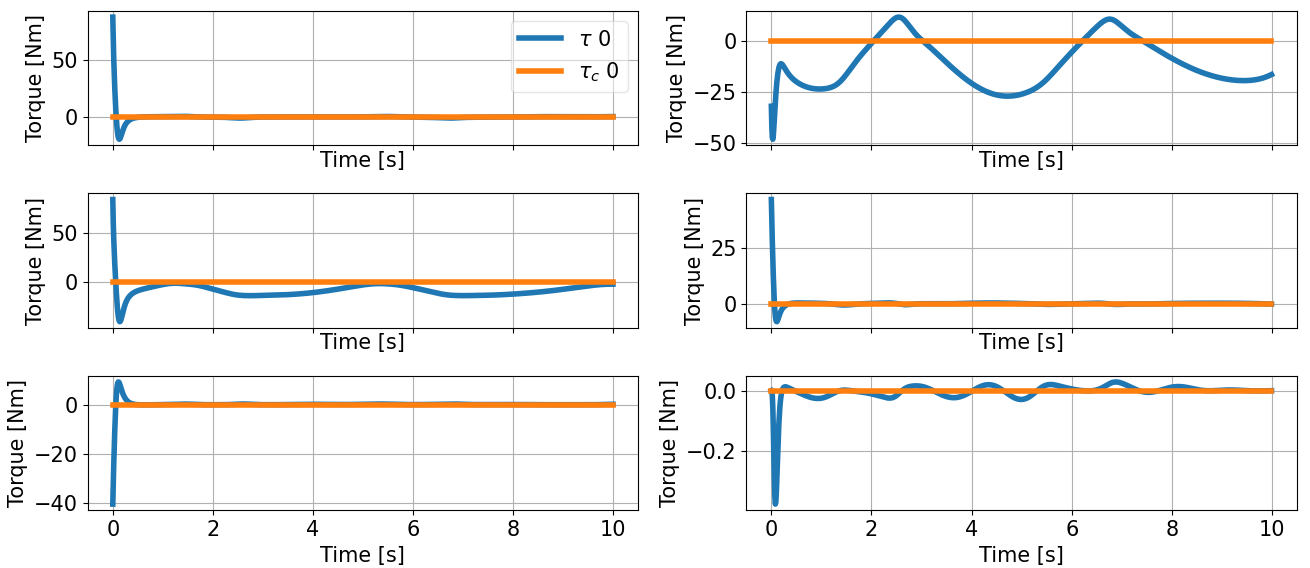 Torque [Nm]
50
0
τ 0
τc 0
Time [s]
Torque [Nm]
0
−25
−50
Time [s]
Torque [Nm]
50
0
Time [s]
Torque [Nm]
25
0
Time [s]
Torque [Nm]
0
−20
−40
0 2 4 6 8 10
Time [s]
Torque [Nm]
0.0
−0.2
0 2 4 6 8 10
Time [s]